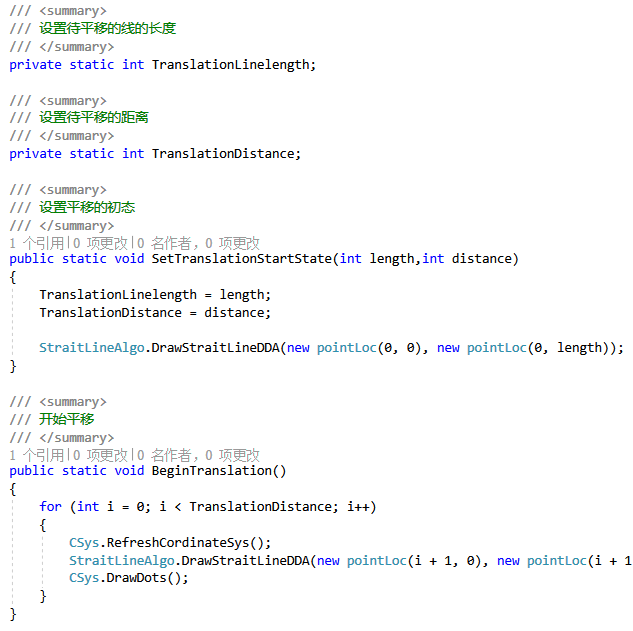 /// <summary>
/// 设置待平移的线的长度
/// </summary>
private static int TranslationLinelength;
/// <summary>
/// 设置待平移的距离
/// </summary>
private static int TranslationDistance;
/// <summary>
/// 设置平移的初态
/// </summary>
1 个引用|0 项更改|0 名作者，0 项更改
public static void SetTranslationStartState(int length,int distance)
{
TranslationLinelength = length;
TranslationDistance = distance;
StraitLineAlgo.DrawStraitLineDDA(new pointLoc(0, 0), new pointLoc(0, length));
}
/// <summary>
/// 开始平移
/// </summary>
1 个引用|0 项更改|0 名作者，0 项更改
public static void BeginTranslation()
{
for (int i = 0; i < TranslationDistance; i++)
{
CSys.RefreshCordinateSys();
StraitLineAlgo.DrawStraitLineDDA(new pointLoc(i + 1, 0), new pointLoc(i + 1
CSys.DrawDots();
}
}